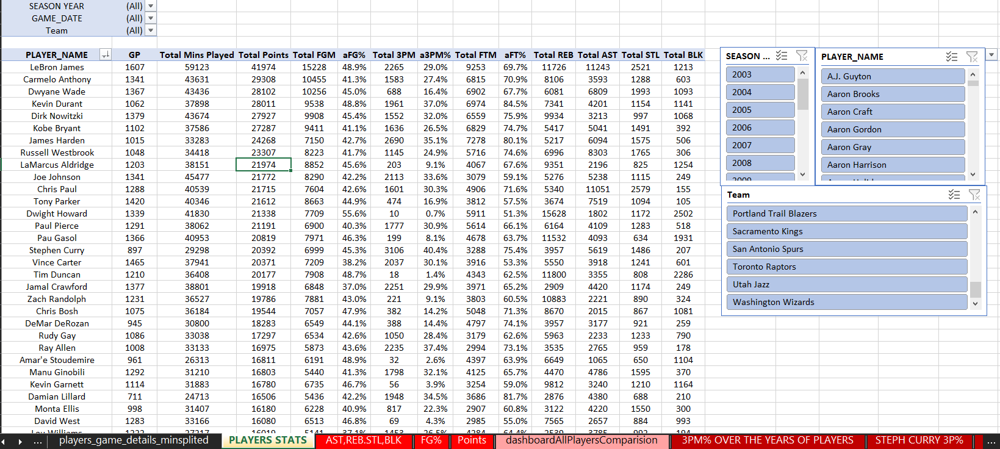 SEASON YEAR (All)
GAME_DATE (All)
Team (All)
PLAYER_NAME GP Total Mins Played Total Points Total FGM aFG% Total 3PM a3PM% Total FTM aFT% Total REB Total AST Total STL Total BLK
LeBron James 1607 59123 41974 15228 48.9% 2265 29.0% 9253 69.7% 11726 11243 2521 1213
Carmelo Anthony 1341 43631 29308 10455 41.3% 1583 27.4% 6815 70.9% 8106 3593 1288 603
Dwyane Wade 1367 43436 28102 10256 45.0% 688 16.4% 6902 67.7% 6081 6809 1993 1093
Kevin Durant 1062 37898 28011 9538 48.8% 1961 37.0% 6974 84.5% 7341 4201 1154 1141
Dirk Nowitzki 1379 43674 27927 9908 45.4% 1552 32.0% 6559 75.9% 9934 3213 997 1068
Kobe Bryant 1102 37586 27287 9411 41.1% 1636 26.5% 6829 74.7% 5417 5041 1491 392
James Harden 1015 33283 24268 7150 42.7% 2690 35.1% 7278 80.1% 5217 6094 1575 506
Russell Westbrook 1048 34418 23307 8223 41.7% 1145 24.9% 5716 74.6% 6996 8303 1765 306
LaMarcus Aldridge 1203 38151 21974 8852 45.6% 203 9.1% 4067 67.6% 9351 2196 825 1254
Joe Johnson 1341 45477 21772 8290 42.2% 2113 33.6% 3079 59.1% 5276 5238 1115 249
Chris Paul 1288 40539 21715 7604 42.6% 1601 30.3% 4906 71.6% 5340 11051 2579 155
Tony Parker 1420 40346 21612 8663 44.9% 474 16.9% 3812 57.5% 3674 7519 1094 105
Dwight Howard 1339 41830 21338 7709 55.6% 10 0.7% 5911 51.3% 15628 1802 1172 2502
Paul Pierce 1291 38062 21191 6900 40.3% 1777 30.9% 5614 66.1% 6164 4109 1283 518
Pau Gasol 1366 40953 20819 7971 46.3% 199 8.1% 4678 63.7% 11532 4093 634 1931
Stephen Curry 897 29298 20392 6999 45.3% 3106 40.4% 3288 75.4% 3957 5619 1486 207
Vince Carter 1465 37941 20371 7209 38.2% 2037 30.1% 3916 53.3% 5550 3918 1241 601
Tim Duncan 1210 36408 20177 7908 48.7% 18 1.4% 4343 62.5% 11800 3355 808 2286
Jamal Crawford 1377 38801 19918 6848 37.0% 2251 29.9% 3971 65.2% 2909 4420 1174 249
Zach Randolph 1231 36527 19786 7881 43.0% 221 9.1% 3803 60.5% 10883 2221 890 324
Chris Bosh 1075 36184 19544 7057 47.9% 382 14.2% 5048 71.3% 8670 2015 867 1081
DeMar DeRozan 945 30800 18283 6549 44.1% 388 14.4% 4797 74.1% 3957 3177 921 259
Rudy Gay 1086 33038 17297 6534 42.6% 1050 28.4% 3179 62.6% 5963 2233 1233 790
Ray Allen 1008 33133 16975 5873 43.6% 2235 37.4% 2994 73.1% 3535 2765 959 178
Amar'e Stoudemire 961 26313 16811 6191 48.9% 32 2.6% 4397 63.9% 6649 1065 650 1104
Manu Ginobili 1292 31210 16803 5440 41.3% 1798 32.1% 4125 65.7% 4470 4786 1595 370
Kevin Garnett 1114 31883 16780 6735 46.7% 56 3.9% 3254 59.0% 9812 3240 1210 1164
Damian Lillard 711 24713 16506 5436 42.2% 1948 34.5% 3686 81.7% 2876 4380 688 210
Monta Ellis 998 31407 16180 6228 40.9% 817 22.3% 2907 60.8% 3122 4220 1550 300
David West 1283 33166 16080 6513 46.8% 69 4.3% 2985 55.0% 7565 2657 884 993
SEASON ...
2003
2004
2005
2006
2007
2008
2009
PLAYER_NAME
A.J. Guyton
Aaron Brooks
Aaron Craft
Aaron Gordon
Aaron Gray
Aaron Harrison
Team
Portland Trail Blazers
Sacramento Kings
San Antonio Spurs
Toronto Raptors
Utah Jazz
Washington Wizards
... players_game_details_minsplited PLAYERS STATS AST,REB.STL,BLK FG% Points dashboardAllPlayersComparision 3PM% OVER THE YEARS OF PLAYERS STEPH CURRY 3P% ...